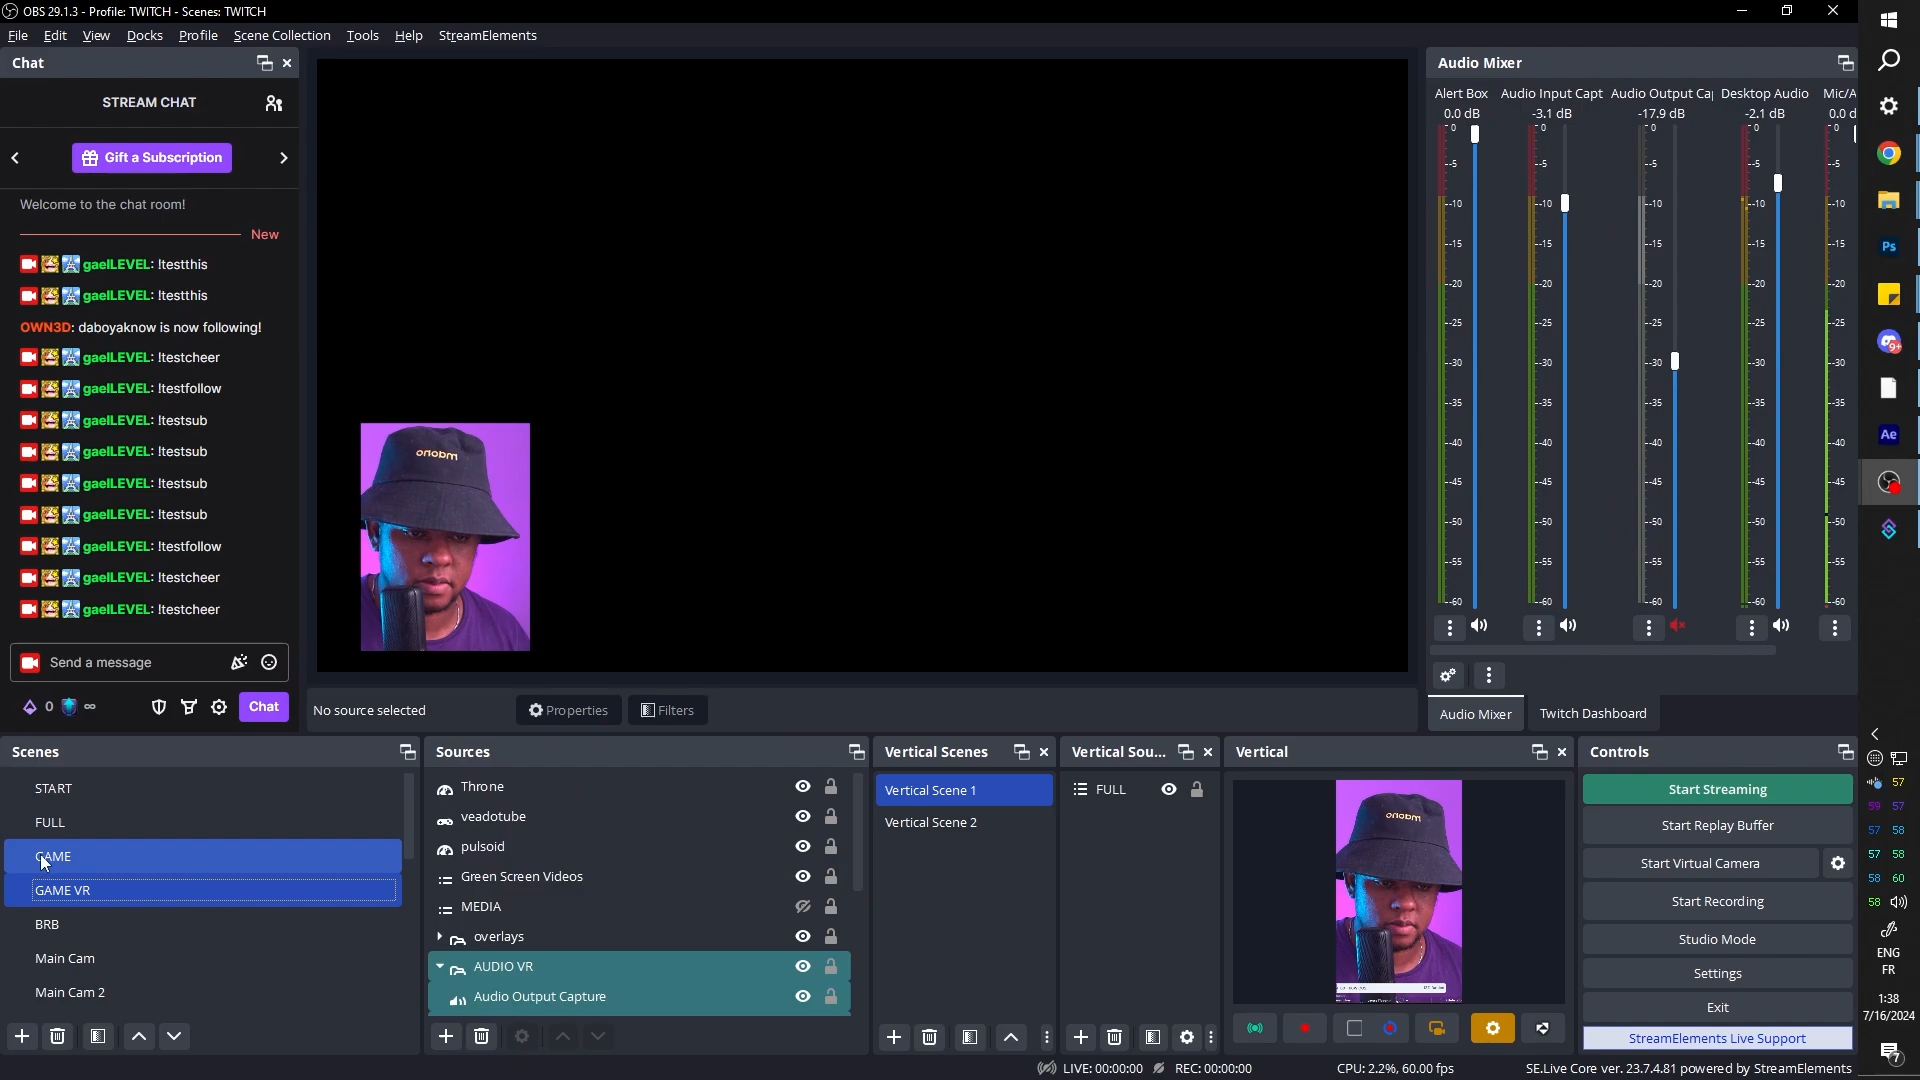 OBS 29.1.3 - Profile: TWITCH - Scenes: TWITCH
File Edit View Docks Profile Scene Collection Tools Help StreamElements
Chat
STREAM CHAT
Gift a Subscription
Welcome to the chat room!
New
gaelLEVEL: !testthis
gaelLEVEL: !testthis
OWN3D: daboyaknow is now following!
gaelLEVEL: !testcheer
gaelLEVEL: !testfollow
gaelLEVEL: !testsub
gaelLEVEL: !testsub
gaelLEVEL: !testsub
gaelLEVEL: !testsub
gaelLEVEL: !testfollow
gaelLEVEL: !testcheer
gaelLEVEL: !testcheer
Send a message
0 ∞ Chat
No source selected Properties Filters
Audio Mixer
Alert Box Audio Input Capt Audio Output Ca Desktop Audio Mic/A
0.0 dB -3.1 dB -17.9 dB -2.1 dB 0.0 d
0 0 0 0 0
-5 -5 -5 -5 -5
-10 -10 -10 -10 -10
-15 -15 -15 -15 -15
-20 -20 -20 -20 -20
-25 -25 -25 -25 -25
-30 -30 -30 -30 -30
-35 -35 -35 -35 -35
-40 -40 -40 -40 -40
-45 -45 -45 -45 -45
-50 -50 -50 -50 -50
-55 -55 -55 -55 -55
-60 -60 -60 -60 -60
Audio Mixer Twitch Dashboard
Scenes
START
FULL
GAME
GAME VR
BRB
Main Cam
Main Cam 2
Sources
Throne
veadotube
pulsoid
Green Screen Videos
MEDIA
overlays
AUDIO VR
Audio Output Capture
Vertical Scenes
Vertical Scene 1
Vertical Scene 2
Vertical Sou...
FULL
Vertical
Controls
Start Streaming
Start Replay Buffer
Start Virtual Camera
Start Recording
Studio Mode
Settings
Exit
StreamElements Live Support
LIVE: 00:00:00 REC: 00:00:00 CPU: 2.2%, 60.00 fps SE.Live Core ver. 23.7.4.81 powered by StreamElements
Ps
9+
Ae
57
59 57
57 58
57 58
58 60
58
ENG
FR
1:38
7/16/2024
7